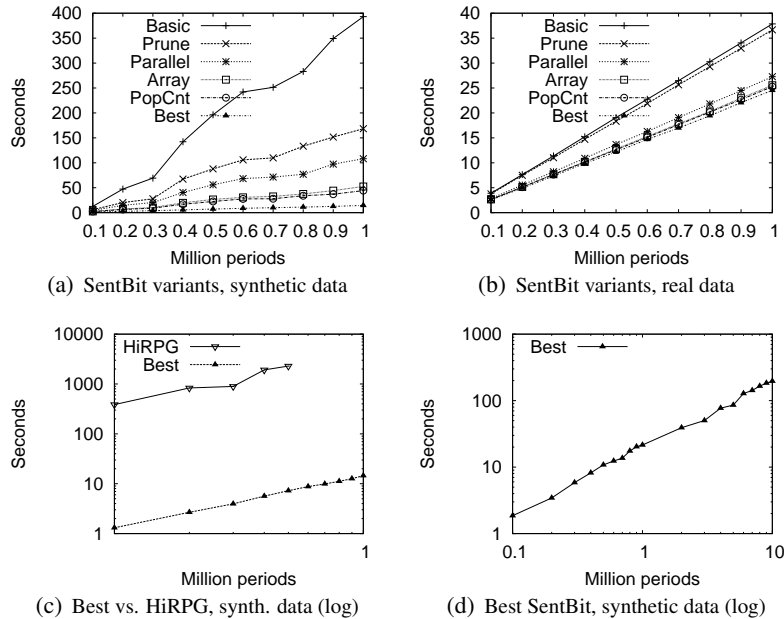 400
350
300
250
200
150
100
50
0
Seconds
Basic
Prune
Parallel
Array
PopCnt
Best
0.1 0.2 0.3 0.4 0.5 0.6 0.7 0.8 0.9 1
Million periods
(a) SentBit variants, synthetic data
40
35
30
25
20
15
10
5
0
Seconds
Basic
Prune
Parallel
Array
PopCnt
Best
0.1 0.2 0.3 0.4 0.5 0.6 0.7 0.8 0.9 1
Million periods
(b) SentBit variants, real data
10000
1000
100
10
1
Seconds
HiRPG
Best
1
Million periods
(c) Best vs. HiRPG, synth. data (log)
1000
100
10
1
Seconds
Best
0.1 1 10
Million periods
(d) Best SentBit, synthetic data (log)